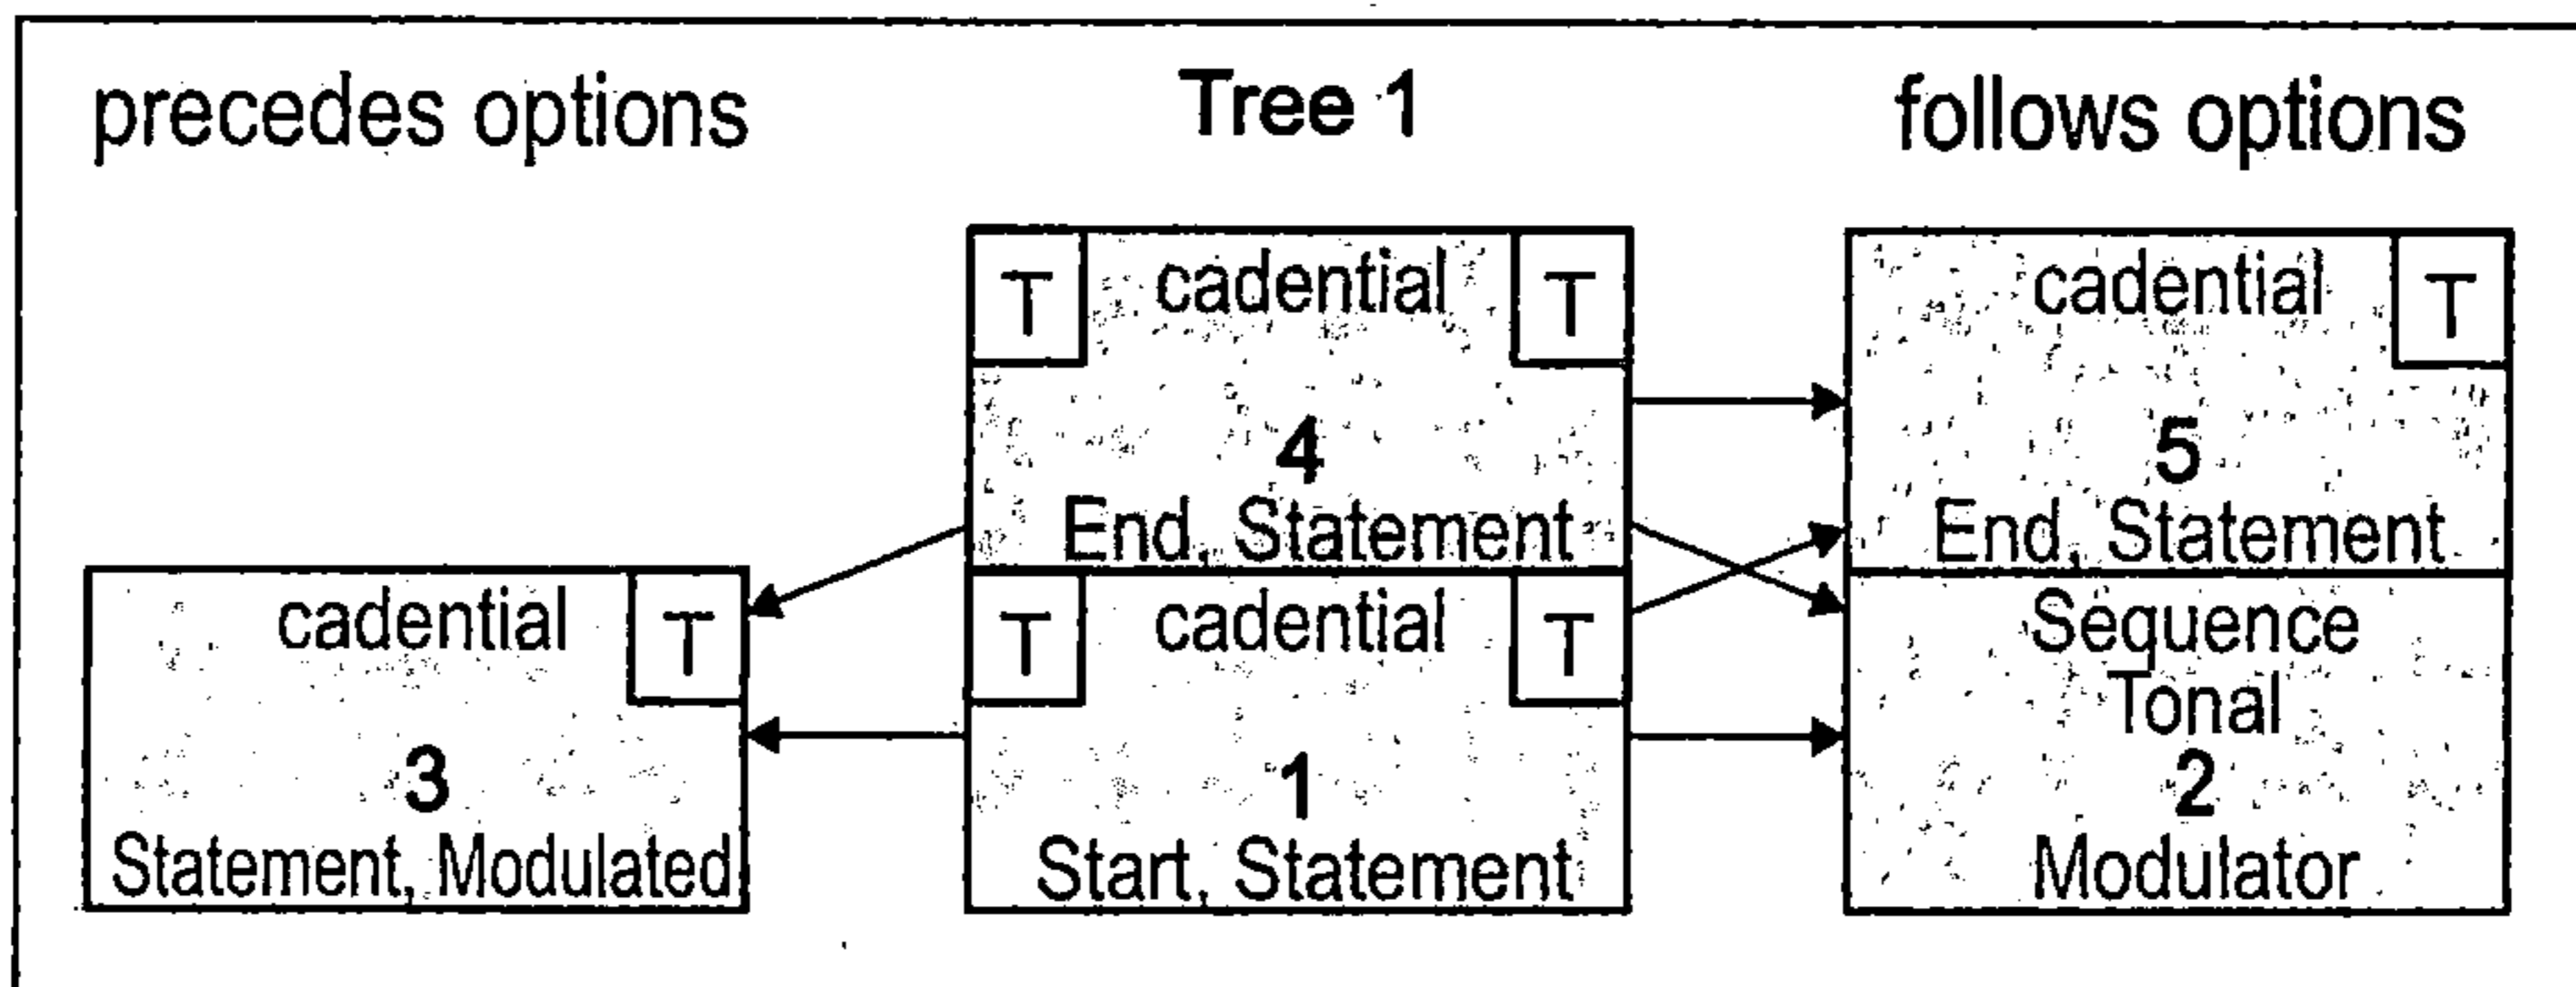 precedes options
Tree 1
follows options
T cadential T
4
End, Statement
cadential T
5
End, Statement
cadential T
3
Statement, Modulated
T cadential T
1
Start, Statement
Sequence
Tonal
2
Modulator